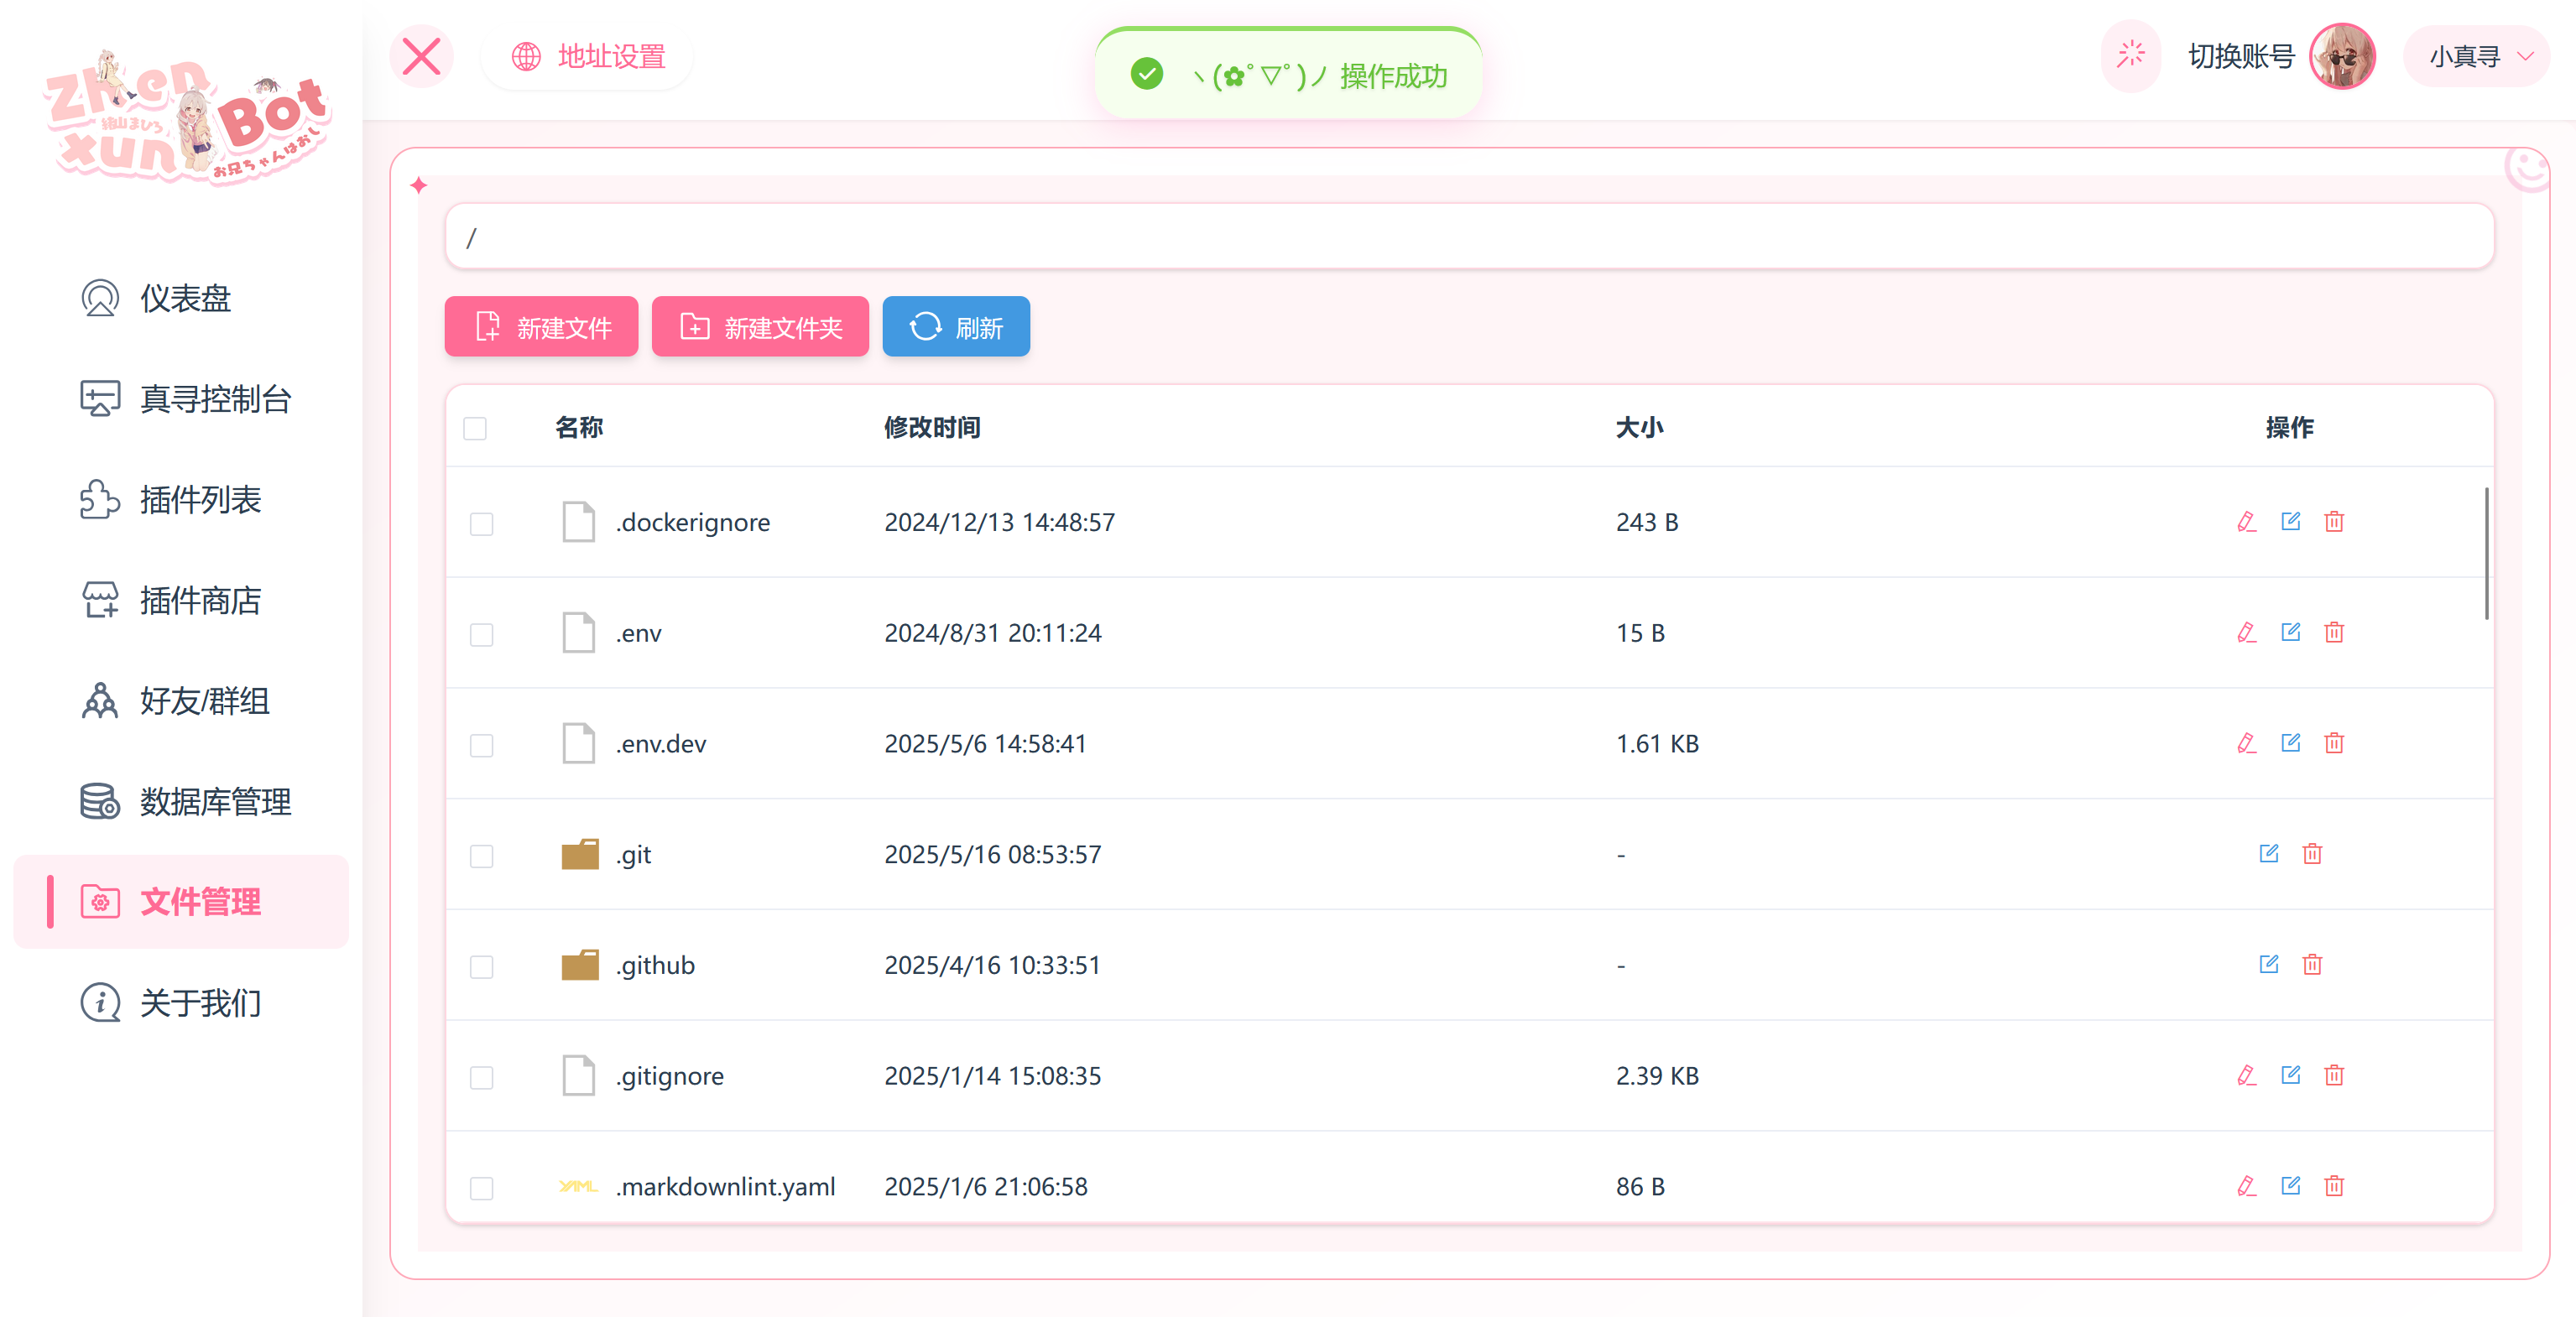 Zhen
xun
Bot
緒山まひろ
お兄ちゃんはおしまい
地址设置
ヽ(✿ﾟ▽ﾟ)ノ 操作成功
切换账号
小真寻
仪表盘
真寻控制台
插件列表
插件商店
好友/群组
数据库管理
文件管理
关于我们
/
新建文件
新建文件夹
刷新
名称 修改时间 大小 操作
.dockerignore 2024/12/13 14:48:57 243 B
.env 2024/8/31 20:11:24 15 B
.env.dev 2025/5/6 14:58:41 1.61 KB
.git 2025/5/16 08:53:57 -
.github 2025/4/16 10:33:51 -
.gitignore 2025/1/14 15:08:35 2.39 KB
YAML .markdownlint.yaml 2025/1/6 21:06:58 86 B